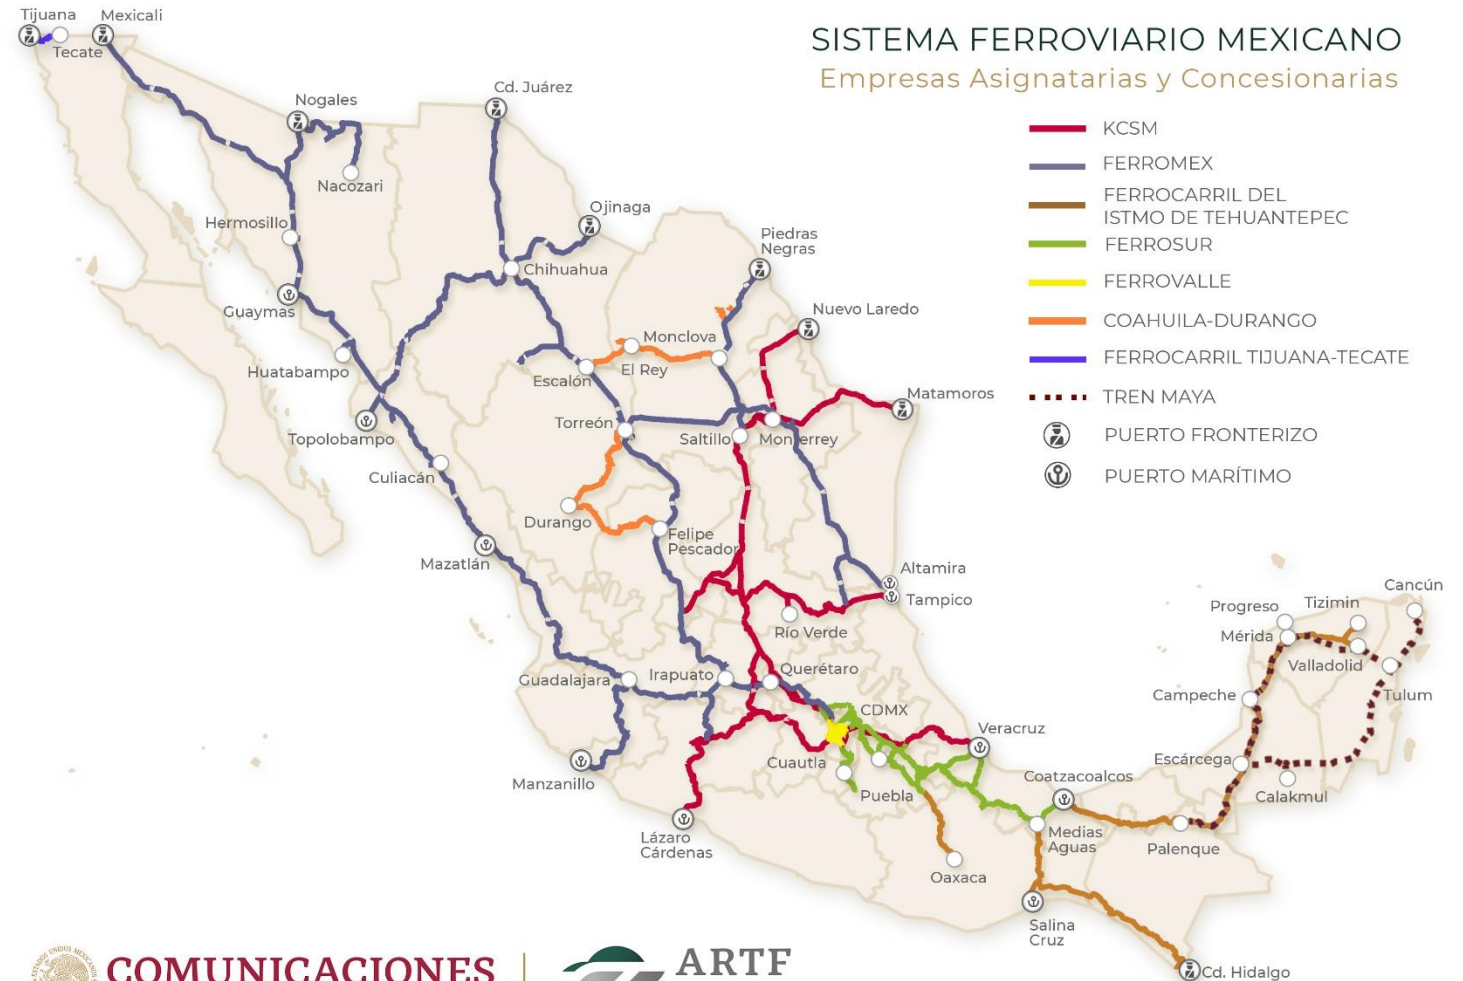 SISTEMA FERROVIARIO MEXICANO
Empresas Asignatarias y Concesionarias
KCSM
FERROMEX
FERROCARRIL DEL
ISTMO DE TEHUANTEPEC
FERROSUR
FERROVALLE
COAHUILA-DURANGO
FERROCARRIL TIJUANA-TECATE
TREN MAYA
PUERTO FRONTERIZO
PUERTO MARÍTIMO
Tijuana
Mexicali
Tecate
Nogales
Cd. Juárez
Nacozari
Hermosillo
Ojinaga
Piedras
Negras
Chihuahua
Guaymas
Nuevo Laredo
Monclova
Huatabampo
Escalón
El Rey
Matamoros
Topolobampo
Torreón
Saltillo
Monterrey
Culiacán
Durango
Felipe
Pescador
Mazatlán
Altamira
Tampico
Río Verde
Cancún
Progreso
Tizimin
Mérida
Valladolid
Guadalajara
Irapuato
Querétaro
Campeche
Tulum
CDMX
Veracruz
Manzanillo
Cuautla
Escárcega
Coatzacoalcos
Puebla
Calakmul
Lázaro
Cárdenas
Medias
Aguas
Palenque
Oaxaca
Salina
Cruz
Cd. Hidalgo
ESTADOS UNIDOS MEXICANOS
COMUNICACIONES
ARTF